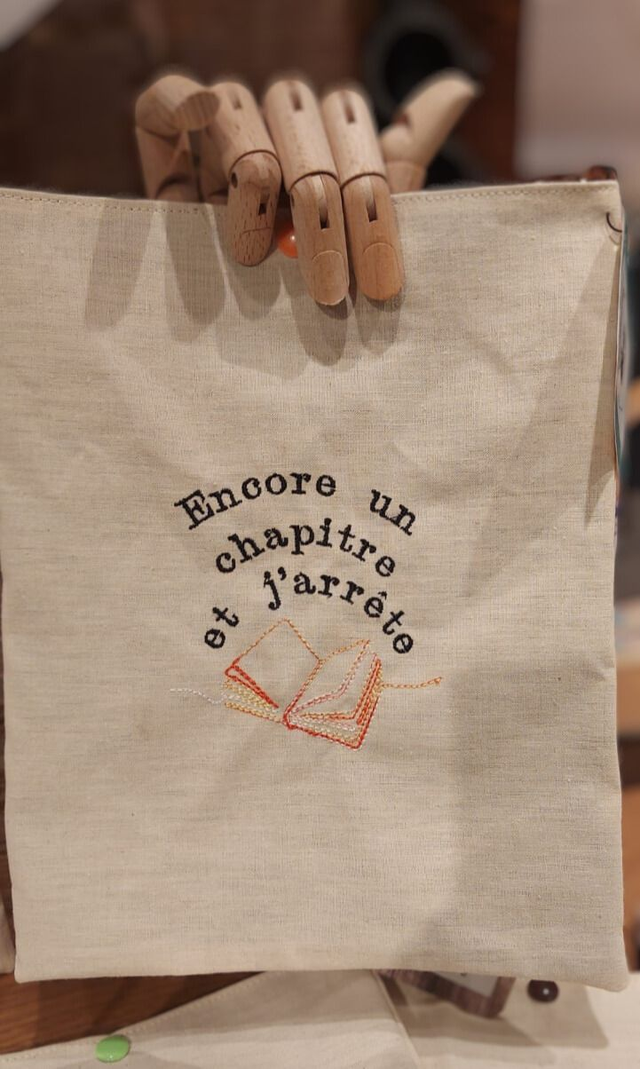 Encore un
chapitre
et j'arrête